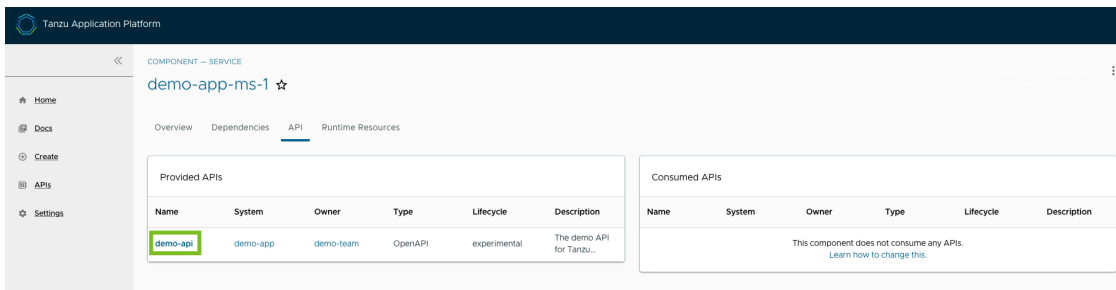 Tanzu Application Platform
Home
Docs
Create
APIs
Settings
COMPONENT — SERVICE
demo-app-ms-1
Overview Dependencies API Runtime Resources
Provided APIs
Name System Owner Type Lifecycle Description
demo-api demo-app demo-team OpenAPI experimental The demo API
for Tanzu...
Consumed APIs
Name System Owner Type Lifecycle Description
This component does not consume any APIs.
Learn how to change this.